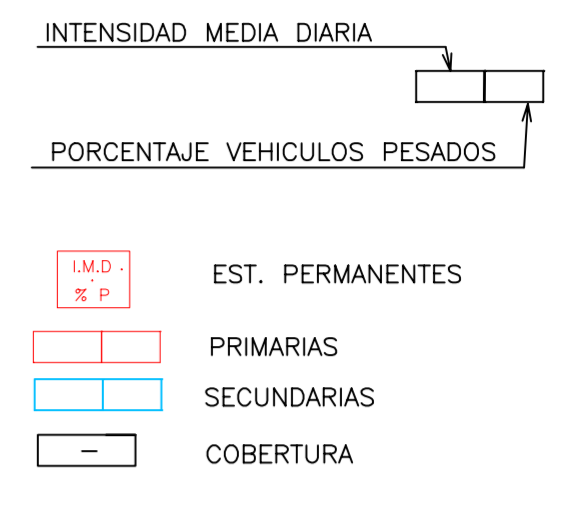 INTENSIDAD MEDIA DIARIA
PORCENTAJE VEHICULOS PESADOS
I.M.D.
% P
EST. PERMANENTES
PRIMARIAS
SECUNDARIAS
–
COBERTURA